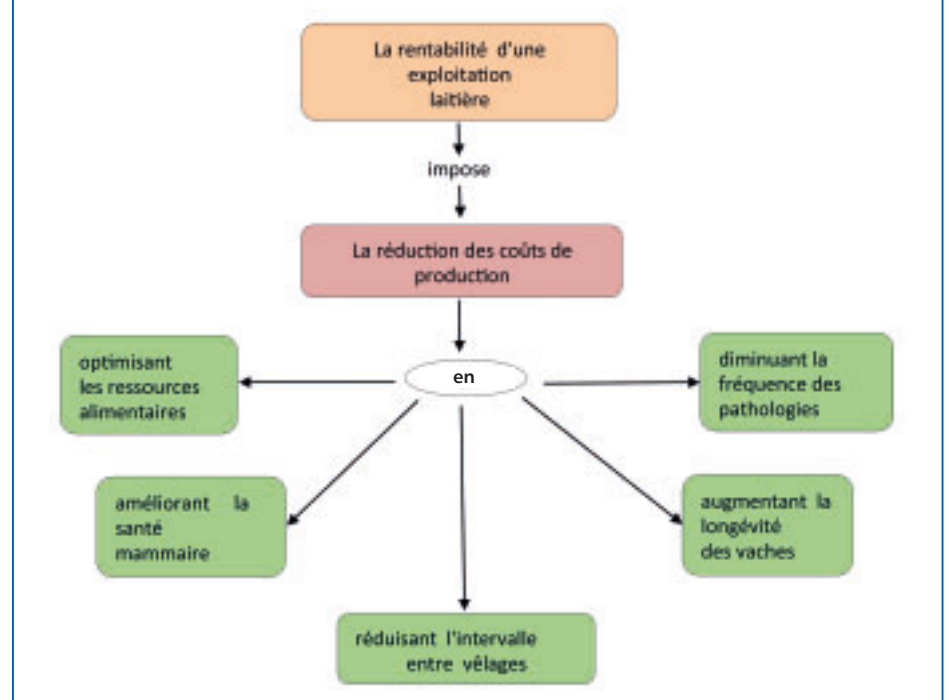 La rentabilité d'une
exploitation
laitière
impose
La réduction des coûts de
production
en
optimisant
les ressources
alimentaires
diminuant la
fréquence des
pathologies
améliorant la
santé
mammaire
augmentant la
longévité
des vaches
réduisant l'intervalle
entre vêlages